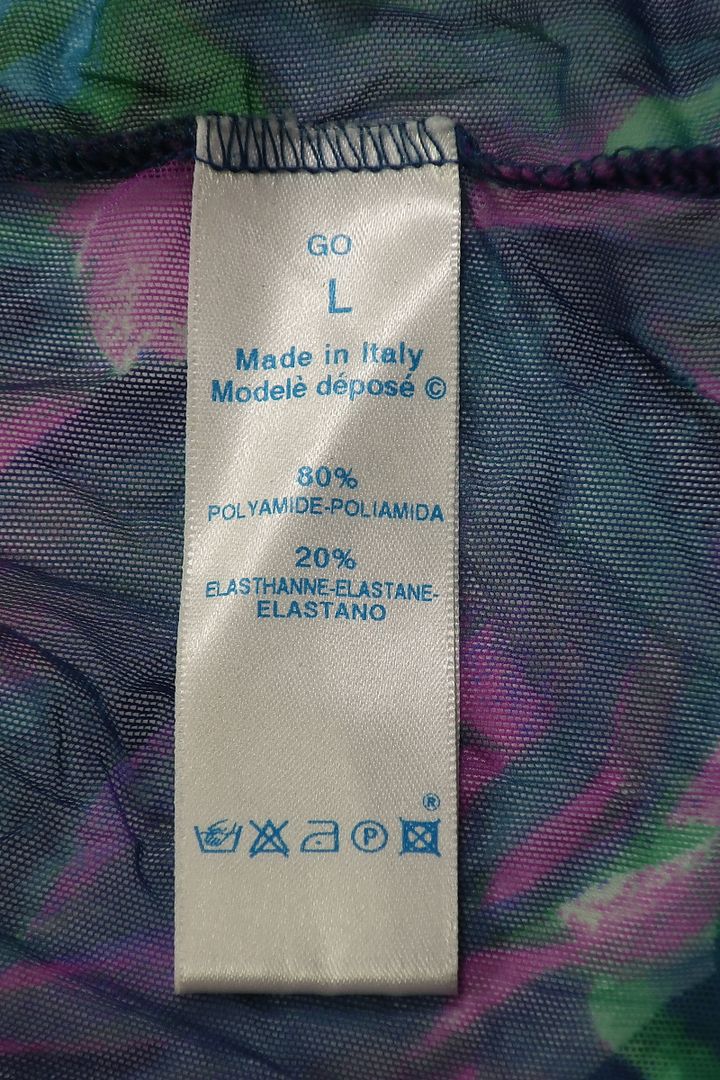 GO
L
Made in Italy
Modelè déposé ©
80%
POLYAMIDE-POLIAMIDA
20%
ELASTHANNE-ELASTANE-
ELASTANO
®
P